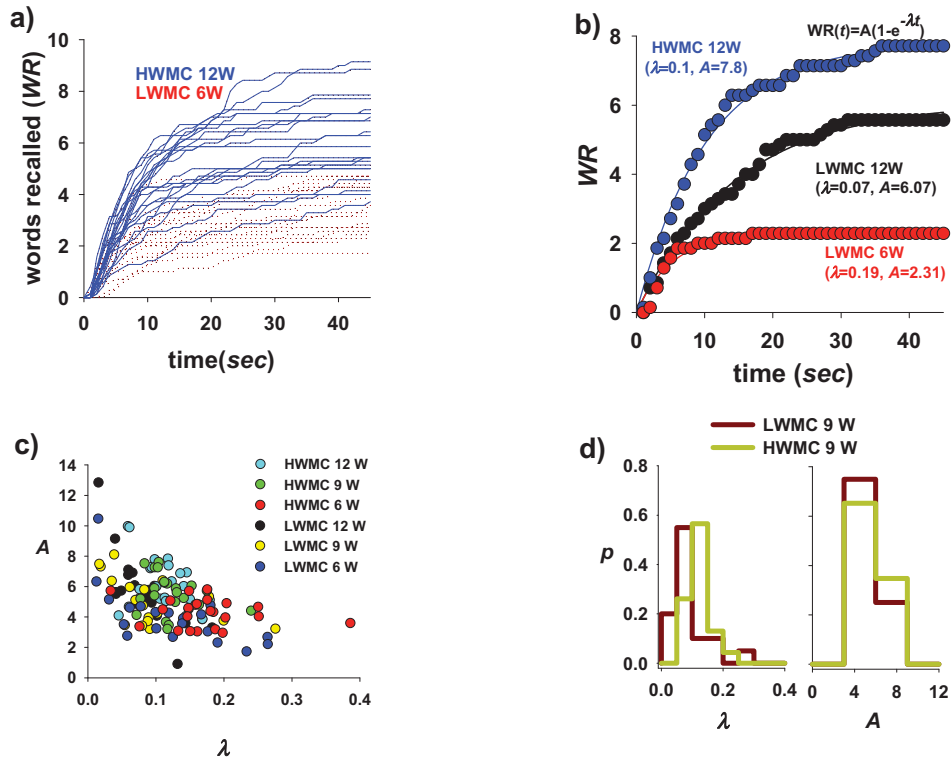 a)
words recalled (WR)
10
8
6
4
2
0
HWMC 12W
LWMC 6W
0 10 20 30 40
time(sec)
b)
WR
8
6
4
2
0
WR(t)=A(1-e^-λt)
HWMC 12W
(λ=0.1, A=7.8)
LWMC 12W
(λ=0.07, A=6.07)
LWMC 6W
(λ=0.19, A=2.31)
0 10 20 30 40
time (sec)
c)
A
14
12
10
8
6
4
2
0
HWMC 12 W
HWMC 9 W
HWMC 6 W
LWMC 12 W
LWMC 9 W
LWMC 6 W
0.0 0.1 0.2 0.3 0.4
λ
d)
LWMC 9 W
HWMC 9 W
p
0.8
0.6
0.4
0.2
0.0
0.0 0.2 0.4
λ
0 4 8 12
A